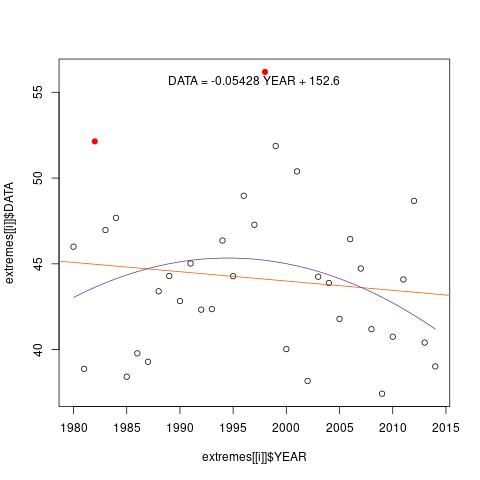 DATA = -0.05428 YEAR + 152.6
55
50
45
40
extremes[[i]]$DATA
1980 1985 1990 1995 2000 2005 2010 2015
extremes[[i]]$YEAR